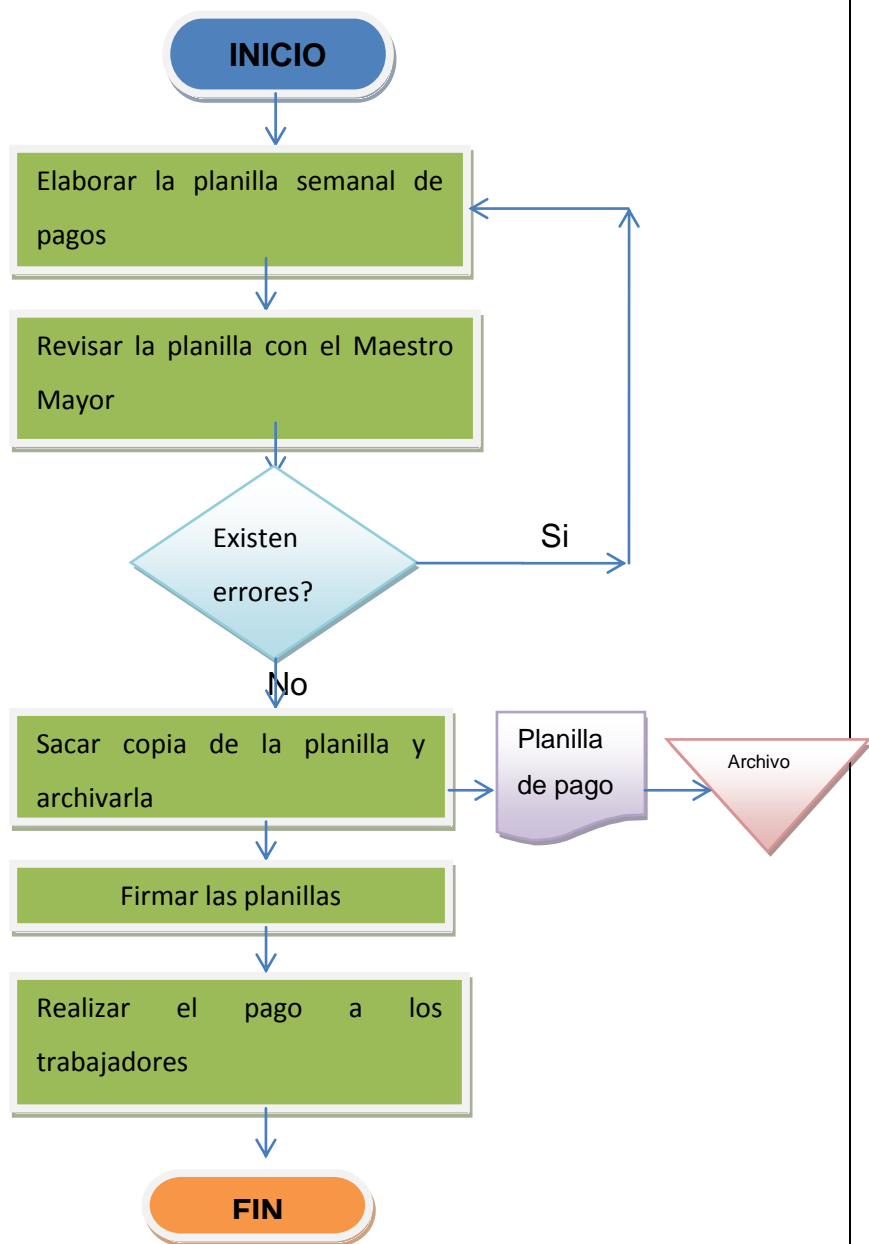 INICIO
Elaborar la planilla semanal de
pagos
Revisar la planilla con el Maestro
Mayor
Existen
errores?
Si
No
Sacar copia de la planilla y
archivarla
Planilla
de pago
Archivo
Firmar las planillas
Realizar el pago a los
trabajadores
FIN